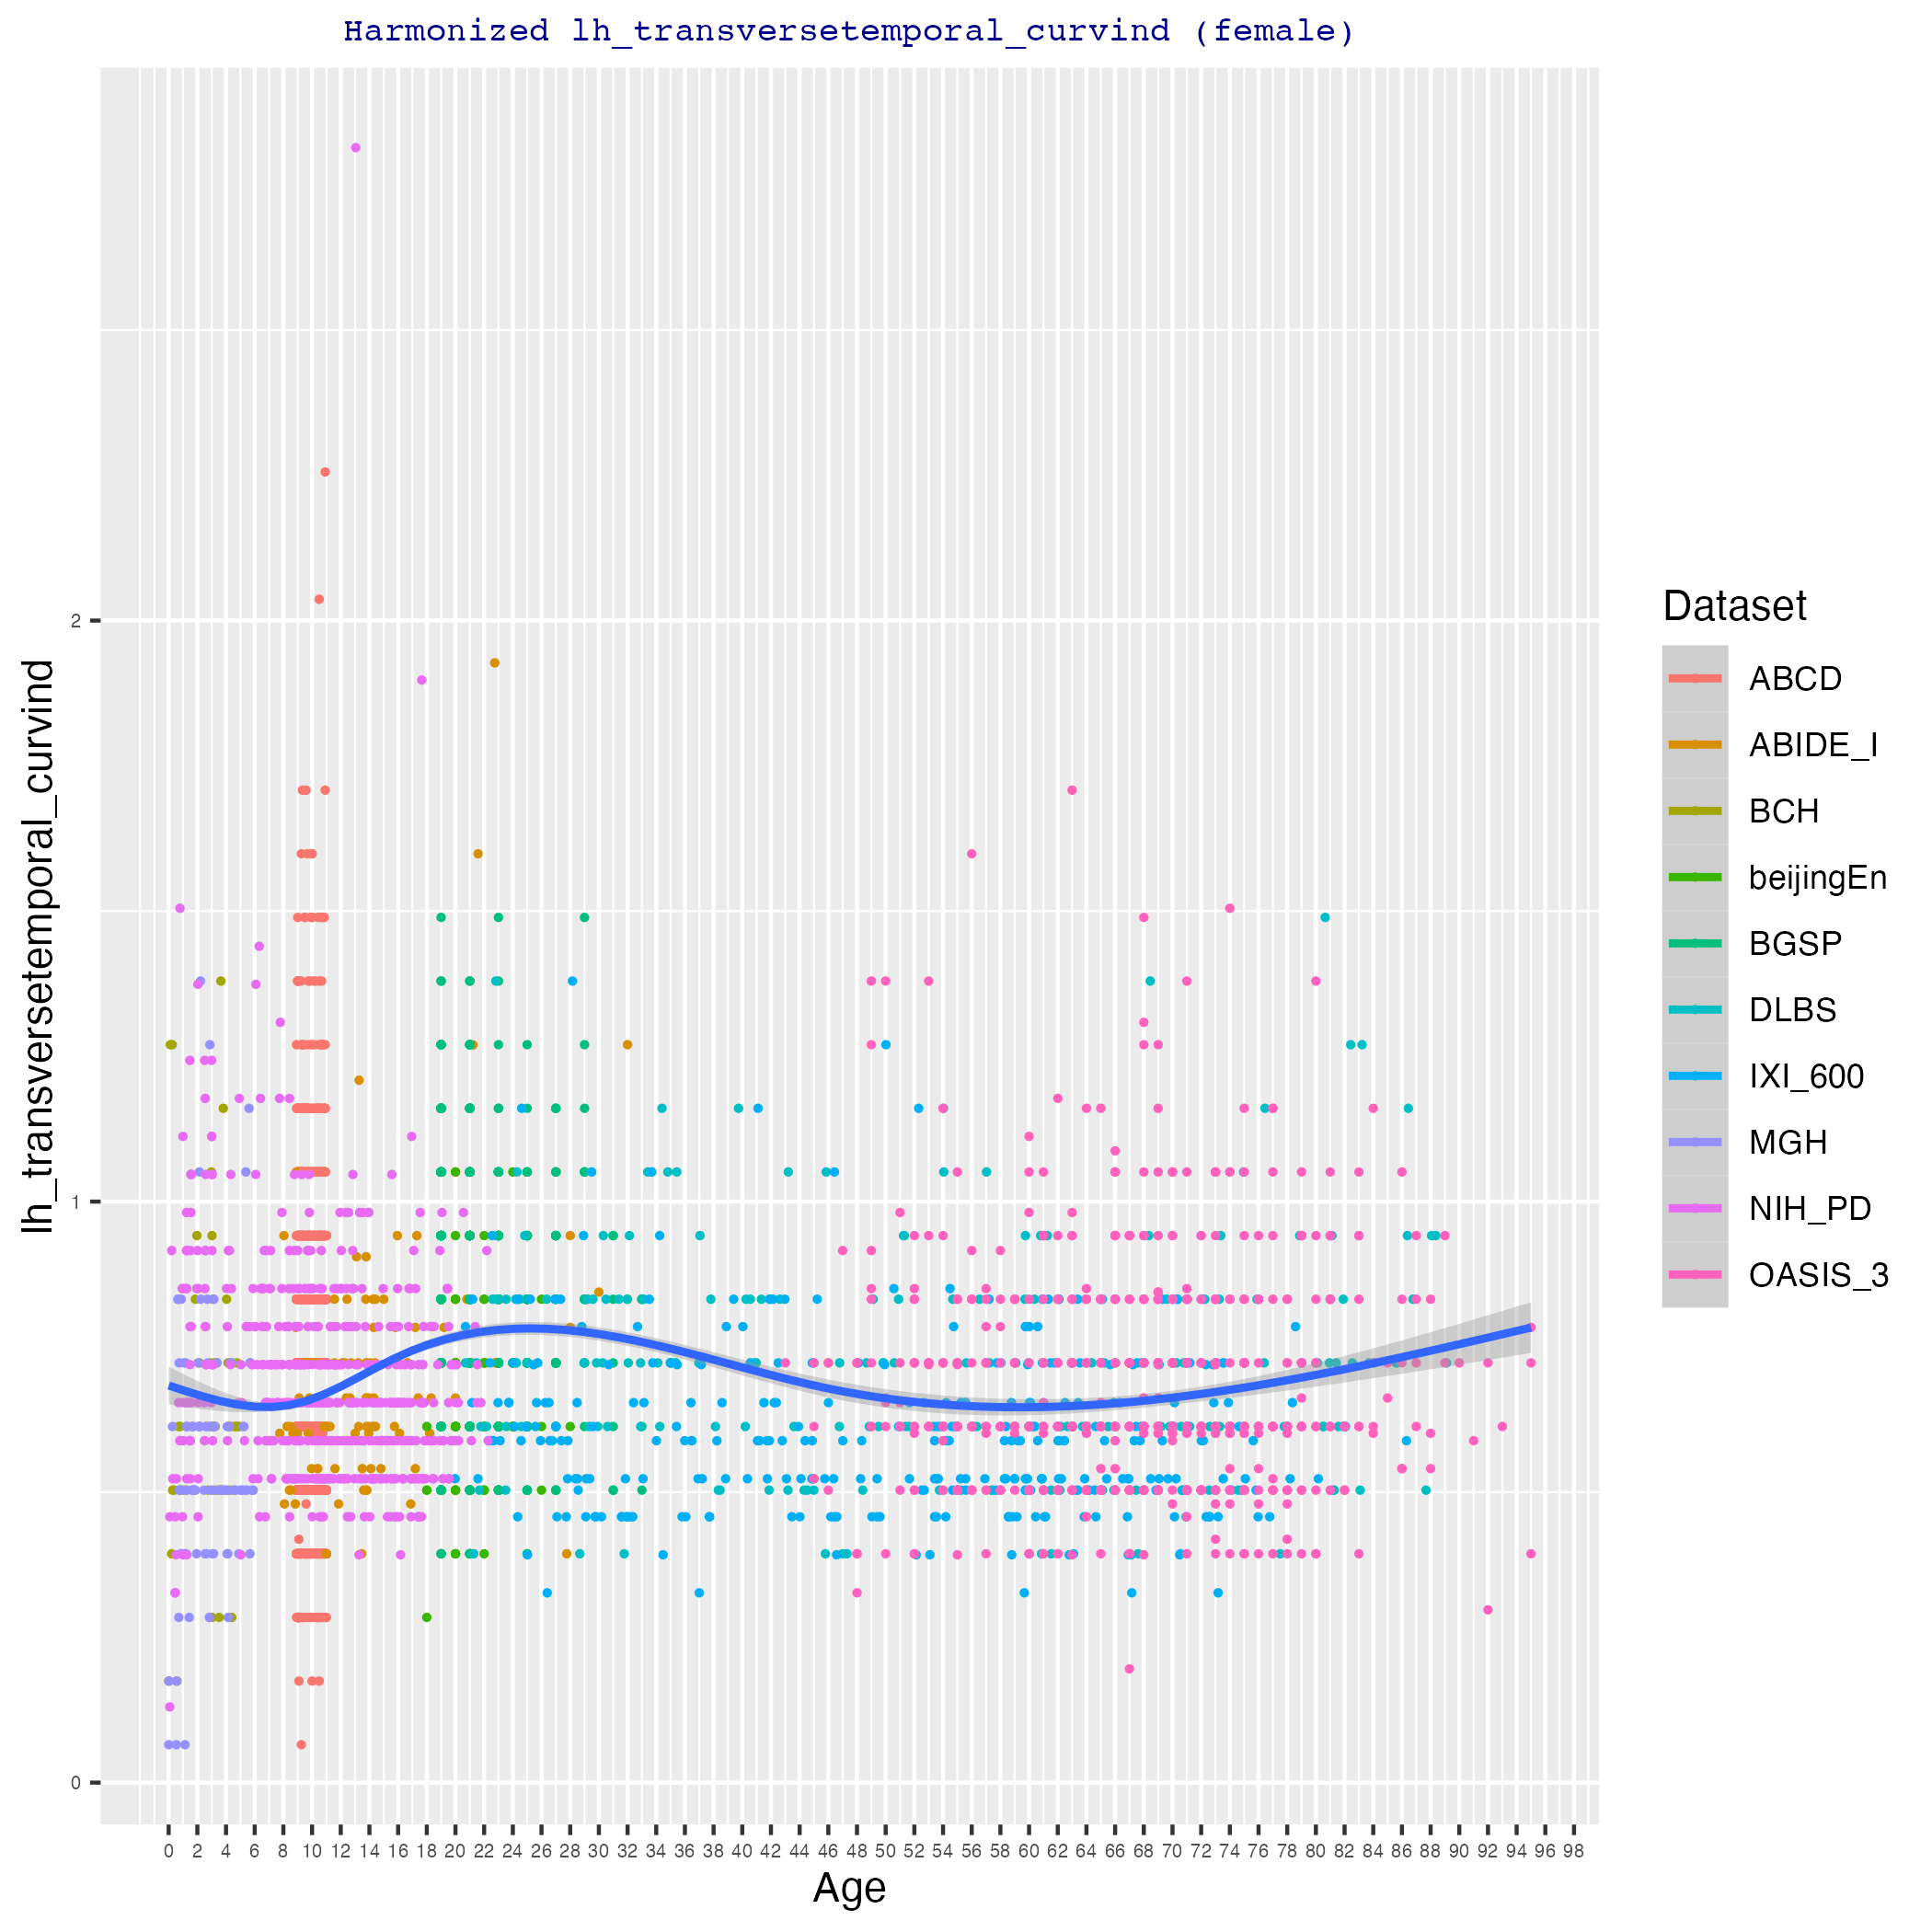 Harmonized lh_transversetemporal_curvind (female)
lh_transversetemporal_curvind
2
1
0
0 2 4 6 8 10 12 14 16 18 20 22 24 26 28 30 32 34 36 38 40 42 44 46 48 50 52 54 56 58 60 62 64 66 68 70 72 74 76 78 80 82 84 86 88 90 92 94 96 98
Age
Dataset
ABCD
ABIDE_I
BCH
beijingEn
BGSP
DLBS
IXI_600
MGH
NIH_PD
OASIS_3